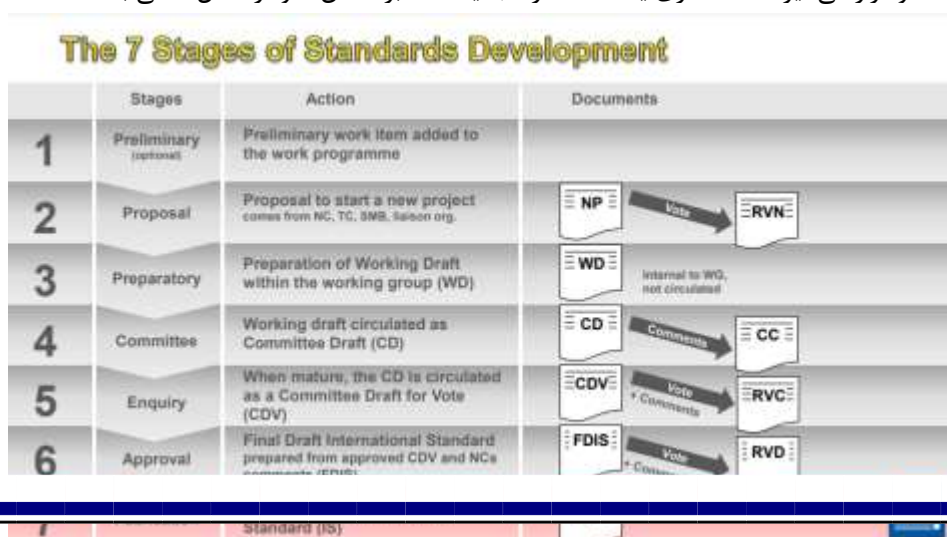 The 7 Stages of Standards Development
Stages Action Documents
1 Preliminary (optional) Preliminary work item added to
the work programme
2 Proposal Proposal to start a new project
comes from NC, TC, SMB, liaison org.
NP Vote RVN
3 Preparatory Preparation of Working Draft
within the working group (WD)
WD Internal to WG,
not circulated
4 Committee Working draft circulated as
Committee Draft (CD)
CD Comments CC
5 Enquiry When mature, the CD is circulated
as a Committee Draft for Vote
(CDV)
CDV Vote + Comments RVC
6 Approval Final Draft International Standard
prepared from approved CDV and NCs
comments (FDIS)
FDIS Vote RVD
Standard (IS)